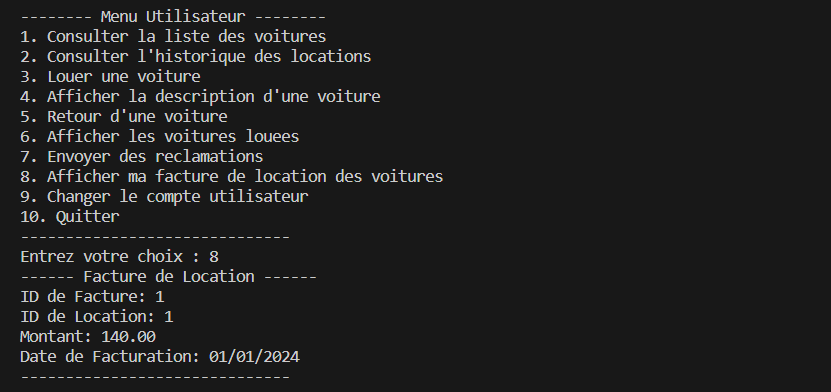 -------- Menu Utilisateur --------
1. Consulter la liste des voitures
2. Consulter l'historique des locations
3. Louer une voiture
4. Afficher la description d'une voiture
5. Retour d'une voiture
6. Afficher les voitures louees
7. Envoyer des reclamations
8. Afficher ma facture de location des voitures
9. Changer le compte utilisateur
10. Quitter
------------------------------
Entrez votre choix : 8
------ Facture de Location ------
ID de Facture: 1
ID de Location: 1
Montant: 140.00
Date de Facturation: 01/01/2024
------------------------------